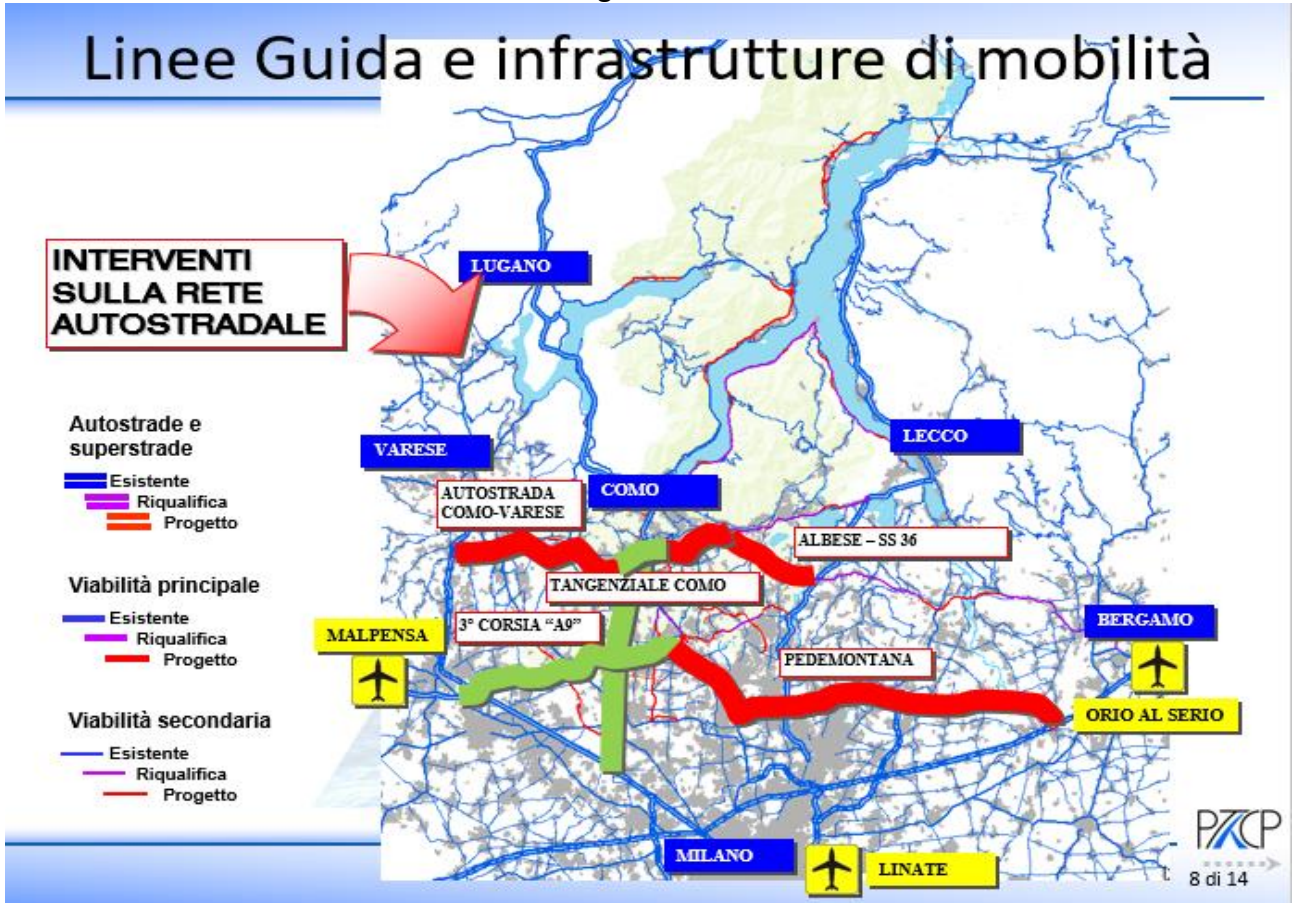 Linee Guida e infrastrutture di mobilità
INTERVENTI
SULLA RETE
AUTOSTRADALE
LUGANO
Autostrade e
superstrade
Esistente
Riqualifica
Progetto
Viabilità principale
Esistente
Riqualifica
Progetto
Viabilità secondaria
Esistente
Riqualifica
Progetto
VARESE
LECCO
COMO
AUTOSTRADA
COMO-VARESE
ALBESE – SS 36
TANGENZIALE COMO
3° CORSIA “A9”
MALPENSA
BERGAMO
PEDEMONTANA
ORIO AL SERIO
MILANO
LINATE
PTCP
8 di 14